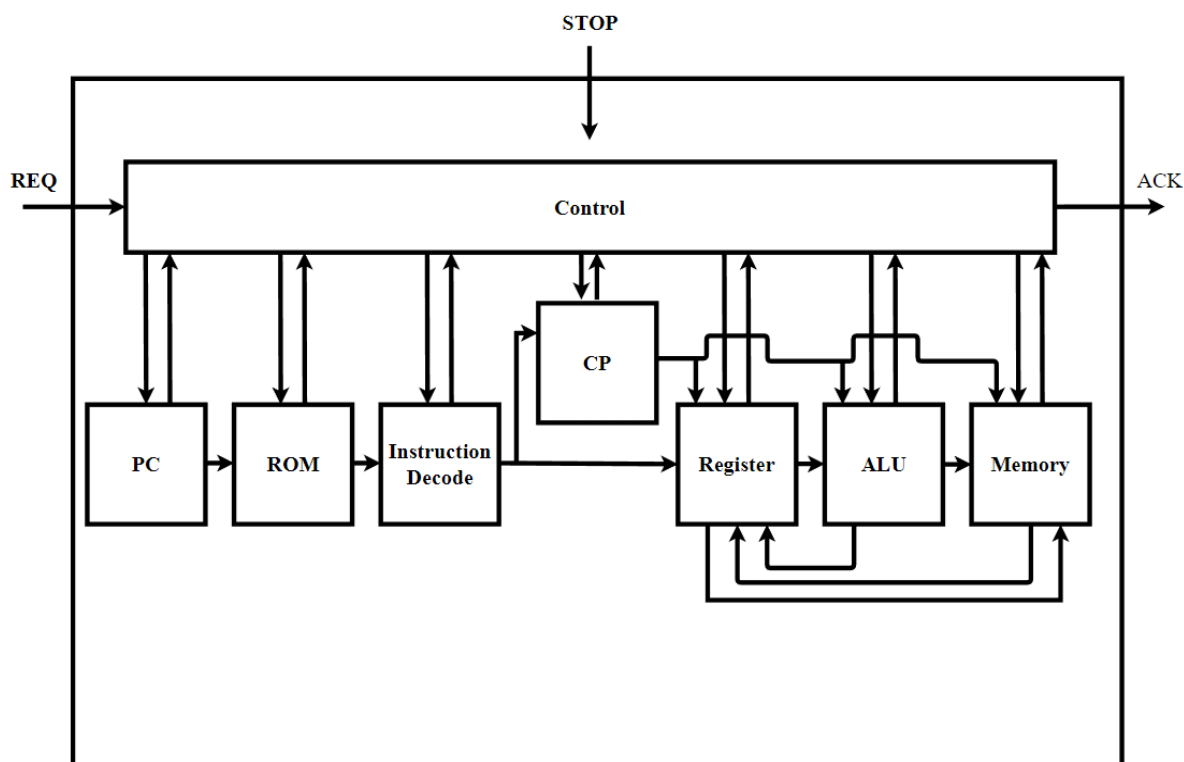 STOP
REQ
ACK
Control
CP
PC
ROM
Instruction
Decode
Register
ALU
Memory